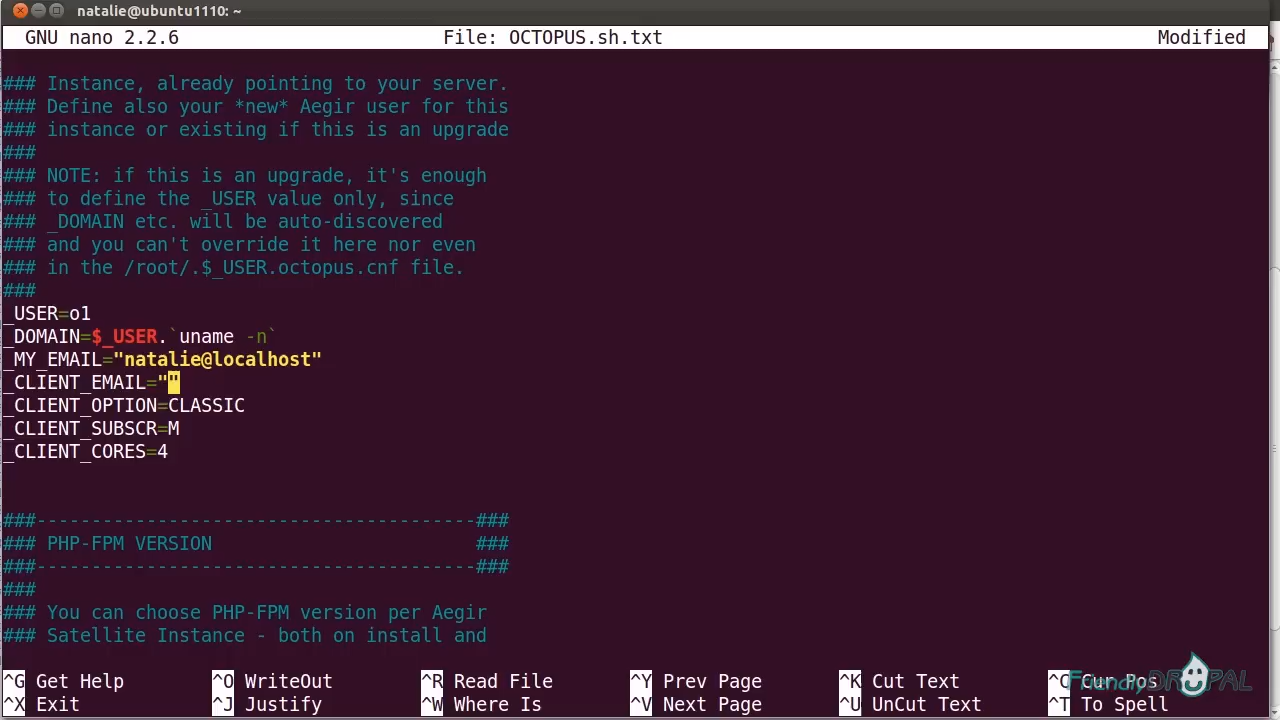 natalie@ubuntu1110: ~
GNU nano 2.2.6 File: OCTOPUS.sh.txt Modified
### Instance, already pointing to your server.
### Define also your *new* Aegir user for this
### instance or existing if this is an upgrade
###
### NOTE: if this is an upgrade, it's enough
### to define the _USER value only, since
### _DOMAIN etc. will be auto-discovered
### and you can't override it here nor even
### in the /root/.$_USER.octopus.cnf file.
###
_USER=o1
_DOMAIN=$_USER.`uname -n`
_MY_EMAIL="natalie@localhost"
_CLIENT_EMAIL=""
_CLIENT_OPTION=CLASSIC
_CLIENT_SUBSCR=M
_CLIENT_CORES=4
###----------------------------------------###
### PHP-FPM VERSION                        ###
###----------------------------------------###
###
### You can choose PHP-FPM version per Aegir
### Satellite Instance - both on install and
^G Get Help ^O WriteOut ^R Read File ^Y Prev Page ^K Cut Text ^C Cur Pos
^X Exit ^J Justify ^W Where Is ^V Next Page ^U UnCut Text ^T To Spell
FriendlyDRUPAL